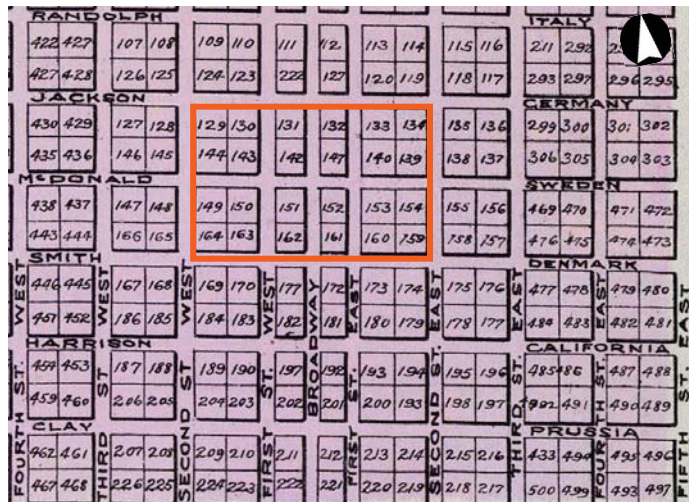 RANDOLPH ITALY
422 427 107 108 109 110 111 112 113 114 115 116 211 292
427 428 126 125 124 123 222 127 120 119 118 117 293 297 296 295
JACKSON GERMANY
430 429 127 128 129 130 131 132 133 134 135 136 299 300 301 302
435 436 146 145 144 143 142 147 140 139 138 137 306 305 304 303
McDONALD SWEDEN
438 437 147 148 149 150 151 152 153 154 155 156 469 470 471 472
443 444 166 165 164 163 162 161 160 159 158 157 476 475 474 473
SMITH DENMARK
446 445 167 168 169 170 177 172 173 174 175 176 477 478 479 480
451 452 186 185 184 183 182 181 180 179 178 177 484 483 482 481
HARRISON CALIFORNIA
454 453 187 188 189 190 197 192 193 194 195 196 485 486 487 488
459 460 206 205 204 203 202 201 200 193 198 197 492 491 490 489
CLAY PRUSSIA
462 461 207 208 209 210 211 212 213 214 215 216 433 494 495 496
467 468 226 225 224 223 222 221 220 219 218 217 500 499 493 497
FOURTH ST. WEST
THIRD ST WEST
SECOND ST WEST
FIRST ST. WEST
BROADWAY
FIRST ST. EAST
SECOND ST. EAST
THIRD ST. EAST
FOURTH ST. EAST
FIFTH ST. EAST